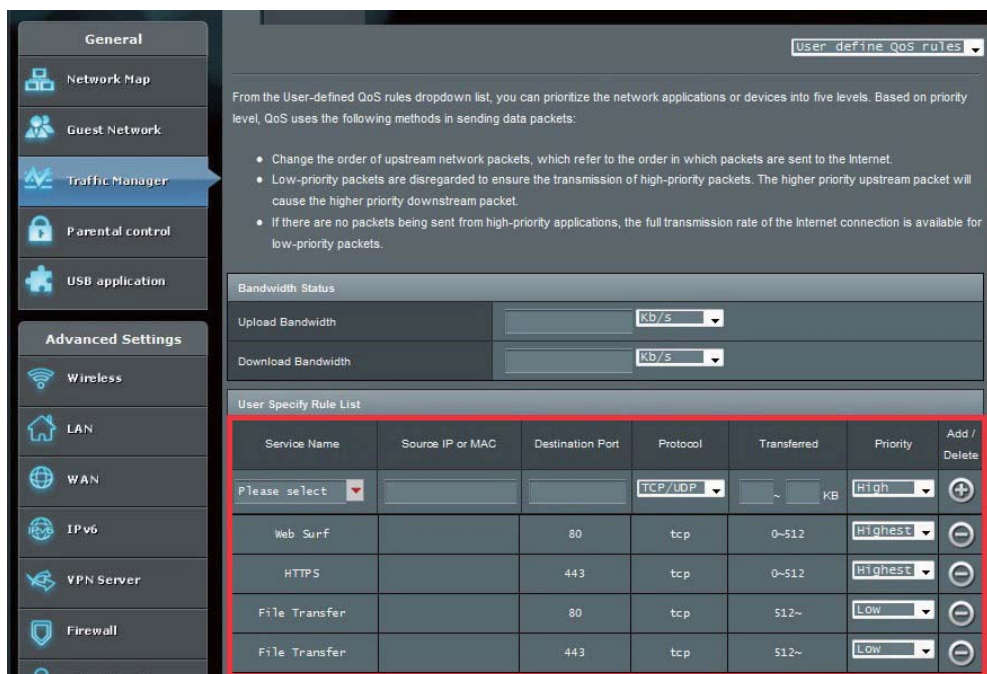 General
Network Map
Guest Network
Traffic Manager
Parental control
USB application
Advanced Settings
Wireless
LAN
WAN
IPv6
VPN Server
Firewall
User define QoS rules
From the User-defined QoS rules dropdown list, you can prioritize the network applications or devices into five levels. Based on priority
level, QoS uses the following methods in sending data packets:
● Change the order of upstream network packets, which refer to the order in which packets are sent to the Internet.
● Low-priority packets are disregarded to ensure the transmission of high-priority packets. The higher priority upstream packet will
cause the higher priority downstream packet.
● If there are no packets being sent from high-priority applications, the full transmission rate of the Internet connection is available for
low-priority packets.
Bandwidth Status
Upload Bandwidth Kb/s
Download Bandwidth Kb/s
User Specify Rule List
Service Name Source IP or MAC Destination Port Protocol Transferred Priority Add / Delete
Please select TCP/UDP ~ KB High
Web Surf 80 tcp 0~512 Highest
HTTPS 443 tcp 0~512 Highest
File Transfer 80 tcp 512~ Low
File Transfer 443 tcp 512~ Low